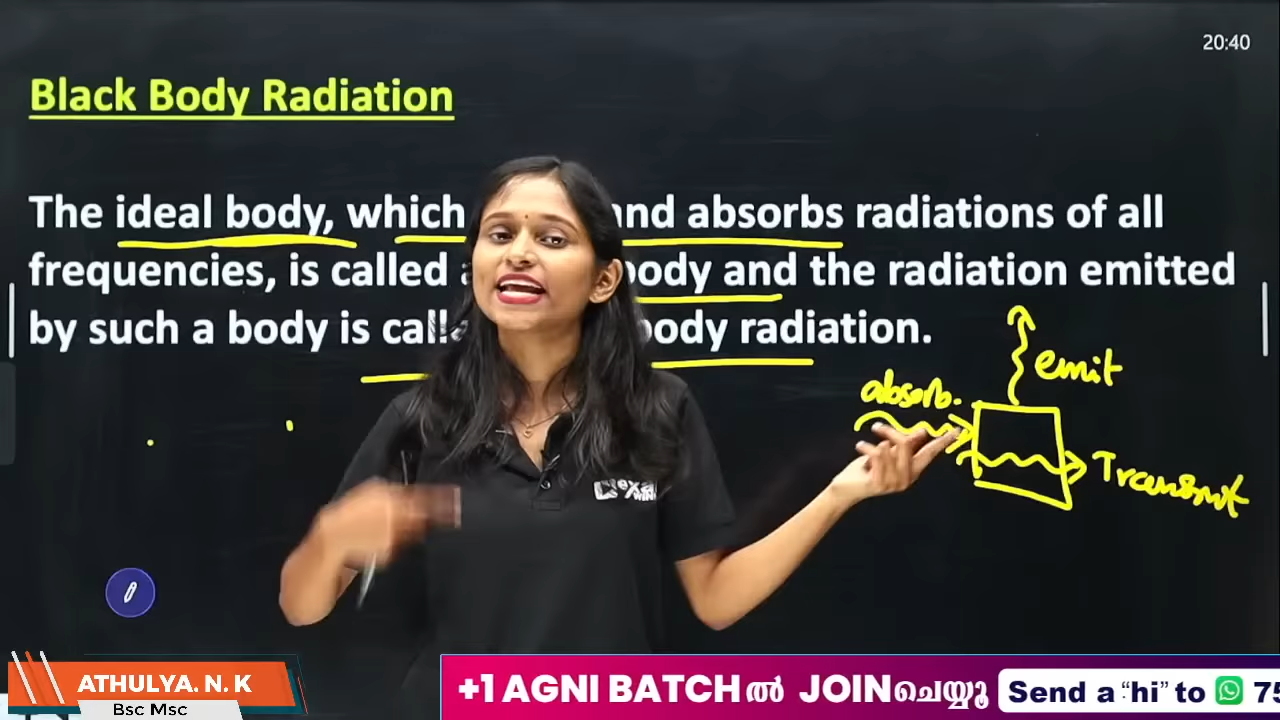 20:40
Black Body Radiation
The ideal body, which and absorbs radiations of all
frequencies, is called body and the radiation emitted
by such a body is body radiation.
emit
absorb.
Transmit
exa
ATHULYA. N. K
Bsc Msc
+1 AGNI BATCH ൽ JOIN ചെയ്യൂ
Send a “hi” to 75